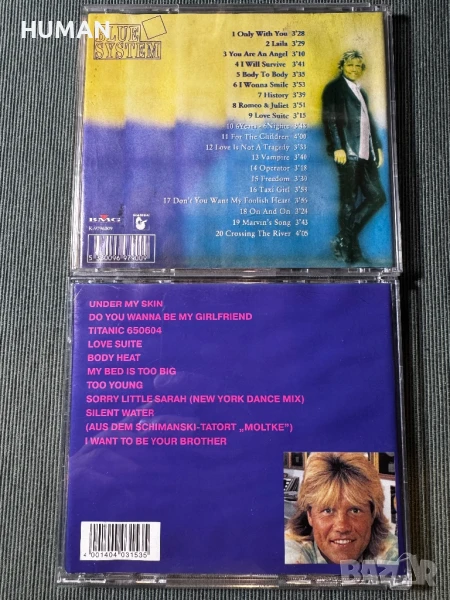 HUMAN
BLUE
SYSTEM
1 Only With You 3'28
2 Laila 3'29
3 You Are An Angel 3'10
4 I Will Survive 3'41
5 Body To Body 3'35
6 I Wonna Smile 3'53
7 History 3'39
8 Romeo & Juliet 3'51
9 Love Suite 3'15
11 For The Children 4'00
12 Love Is Not A Tragedy 3'53
13 Vampire 3'40
14 Operator 3'18
15 Freedom 3'30
16 Taxi Girl 3'54
17 Don't You Want My Foolish Heart 3'05
18 On And On 3'24
19 Marvin's Song 3'43
20 Crossing The River 4'05
BMG
UNDER MY SKIN
DO YOU WANNA BE MY GIRLFRIEND
TITANIC 650604
LOVE SUITE
BODY HEAT
MY BED IS TOO BIG
TOO YOUNG
SORRY LITTLE SARAH (NEW YORK DANCE MIX)
SILENT WATER
(AUS DEM SCHIMANSKI-TATORT „MOLTKE")
I WANT TO BE YOUR BROTHER
4 001404 031535
BAZAR